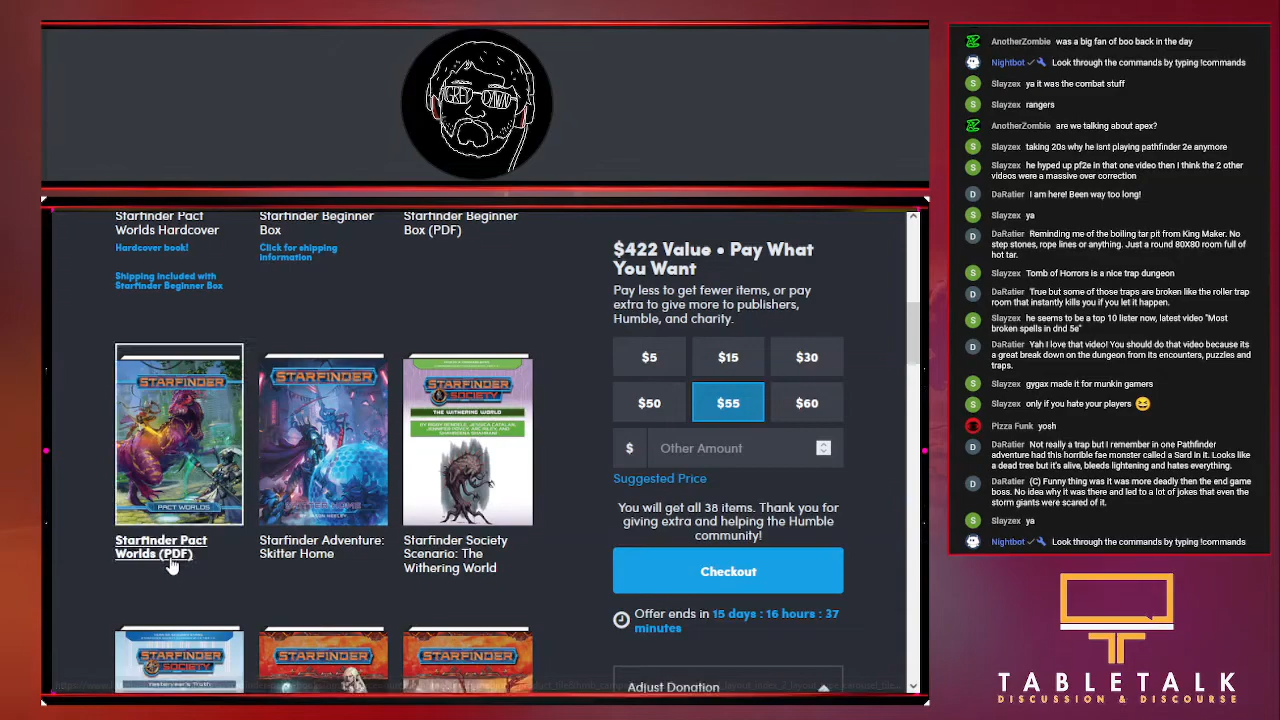 GRD
DWN
Starfinder Pact
Worlds Hardcover
Hardcover book!
Shipping included with
Starfinder Beginner Box
Starfinder Beginner
Box
Click for shipping
information
Starfinder Beginner
Box (PDF)
STARFINDER
PACT WORLDS
Starfinder Pact
Worlds (PDF)
STARFINDER
SKITTER HOME
Starfinder Adventure:
Skitter Home
STARFINDER
SOCIETY
THE WITHERING WORLD
Starfinder Society
Scenario: The
Withering World
STARFINDER
SOCIETY
Yesteryear's Truth
STARFINDER
STARFINDER
$422 Value • Pay What
You Want
Pay less to get fewer items, or pay
extra to give more to publishers,
Humble, and charity.
$5
$15
$30
$50
$55
$60
$ Other Amount
Suggested Price
You will get all 38 items. Thank you for
giving extra and helping the Humble
community!
Checkout
Offer ends in 15 days : 16 hours : 37
minutes
Adjust Donation
AnotherZombie was a big fan of boo back in the day
Nightbot Look through the commands by typing !commands
Slayzex ya it was the combat stuff
Slayzex rangers
AnotherZombie are we talking about apex?
Slayzex taking 20s why he isnt playing pathfinder 2e anymore
Slayzex he hyped up pf2e in that one video then I think the 2 other
videos were a massive over correction
DaRatier I am here! Been way too long!
Slayzex ya
DaRatier Reminding me of the boiling tar pit from King Maker. No
step stones, rope lines or anything. Just a round 80X80 room full of
hot tar.
Slayzex Tomb of Horrors is a nice trap dungeon
DaRatier True but some of those traps are broken like the roller trap
room that instantly kills you if you let it happen.
Slayzex he seems to be a top 10 lister now, latest video "Most
broken spells in dnd 5e"
DaRatier Yah I love that video! You should do that video because its
a great break down on the dungeon from its encounters, puzzles and
traps.
Slayzex gygax made it for munkin gamers
Slayzex only if you hate your players 😆
Pizza Funk yosh
DaRatier Not really a trap but I remember in one Pathfinder
adventure had this horrible fae monster called a Sard in it. Looks like
a dead tree but it's alive, bleeds lightening and hates everything.
DaRatier (C) Funny thing was it was more deadly then the end game
boss. No idea why it was there and led to a lot of jokes that even the
storm giants were scared of it.
Slayzex ya
Nightbot Look through the commands by typing !commands
TABLETALK
DISCUSSION & DISCOURSE